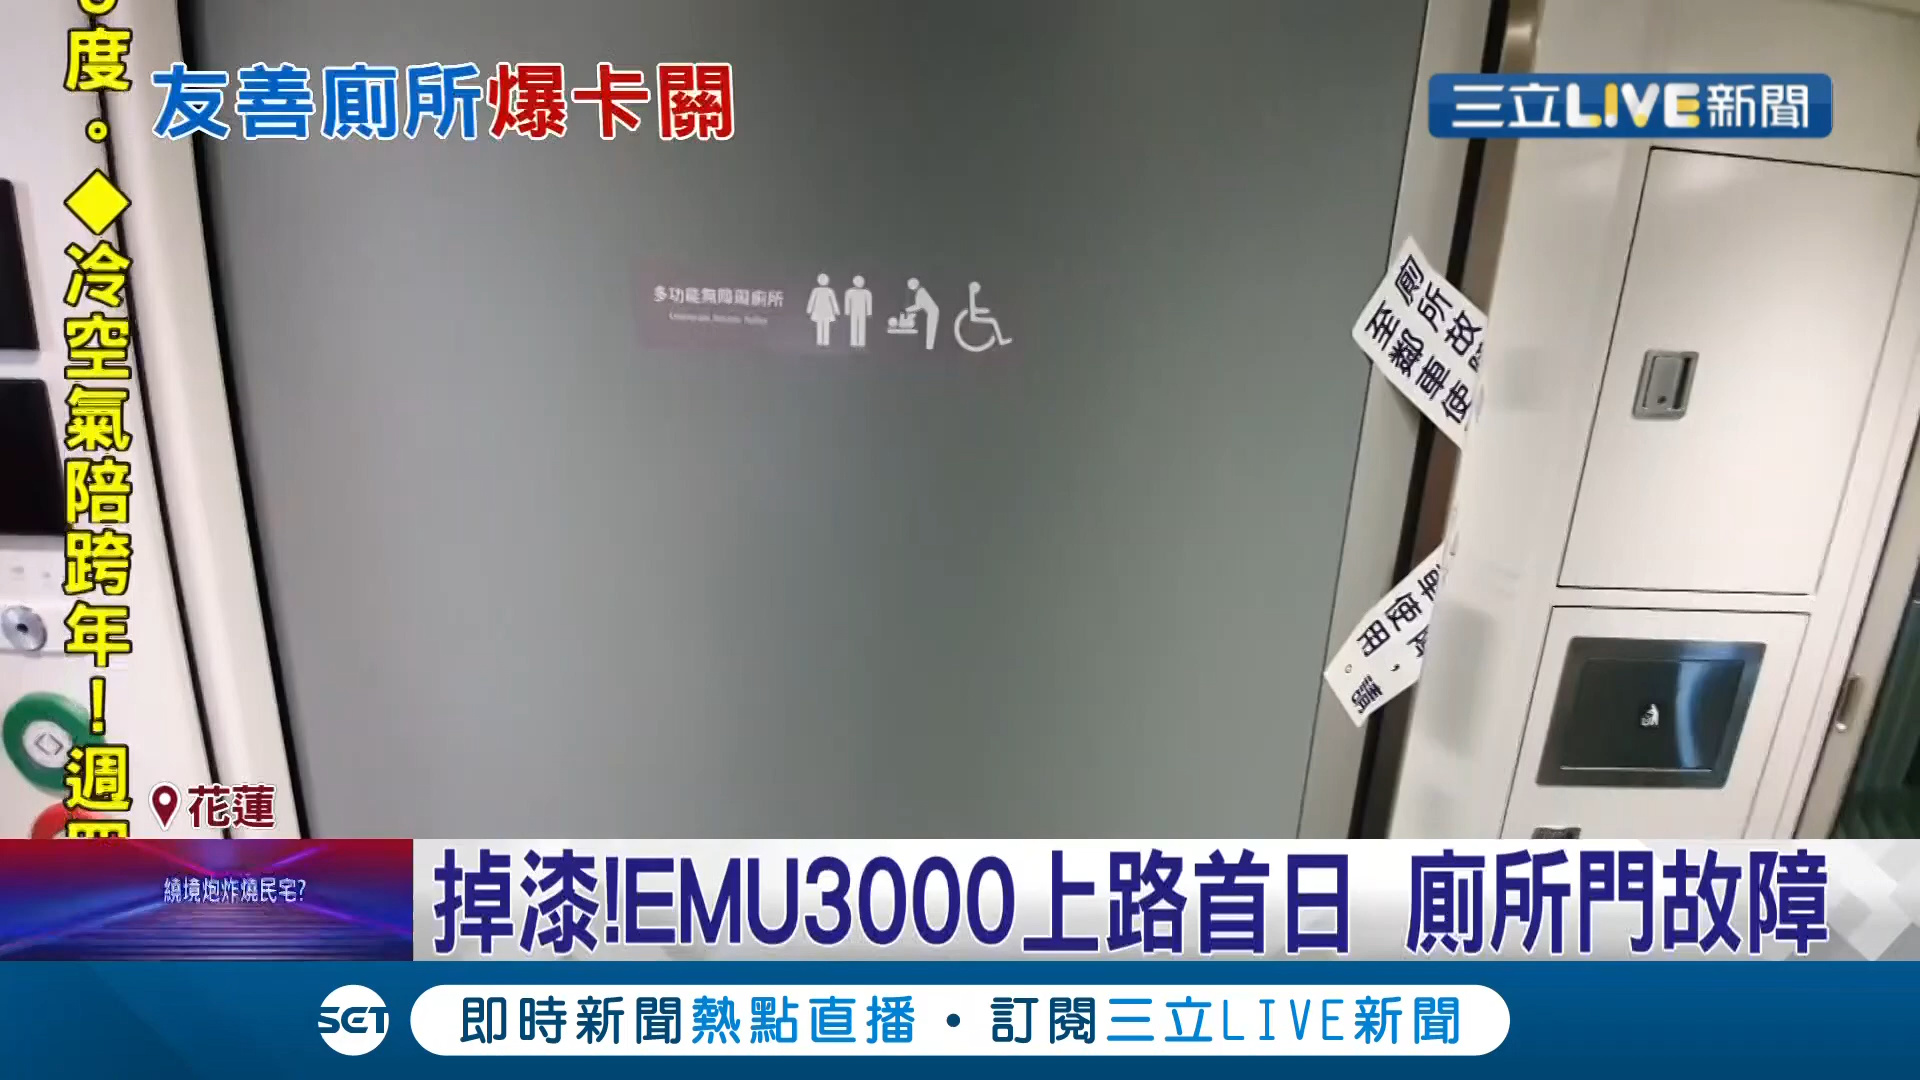 度。◆冷空氣陪跨年！週四
友善廁所爆卡關
三立LIVE新聞
多功能無障礙廁所
廁所故障
至鄰車使
車使用，
請
花蓮
繞境炮炸燒民宅?
掉漆!EMU3000上路首日 廁所門故障
SET
即時新聞熱點直播・訂閱三立LIVE新聞